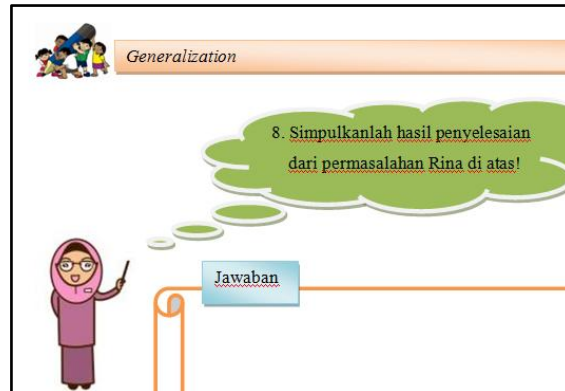 Generalization
8. Simpulkanlah hasil penyelesaian
dari permasalahan Rina di atas!
Jawaban